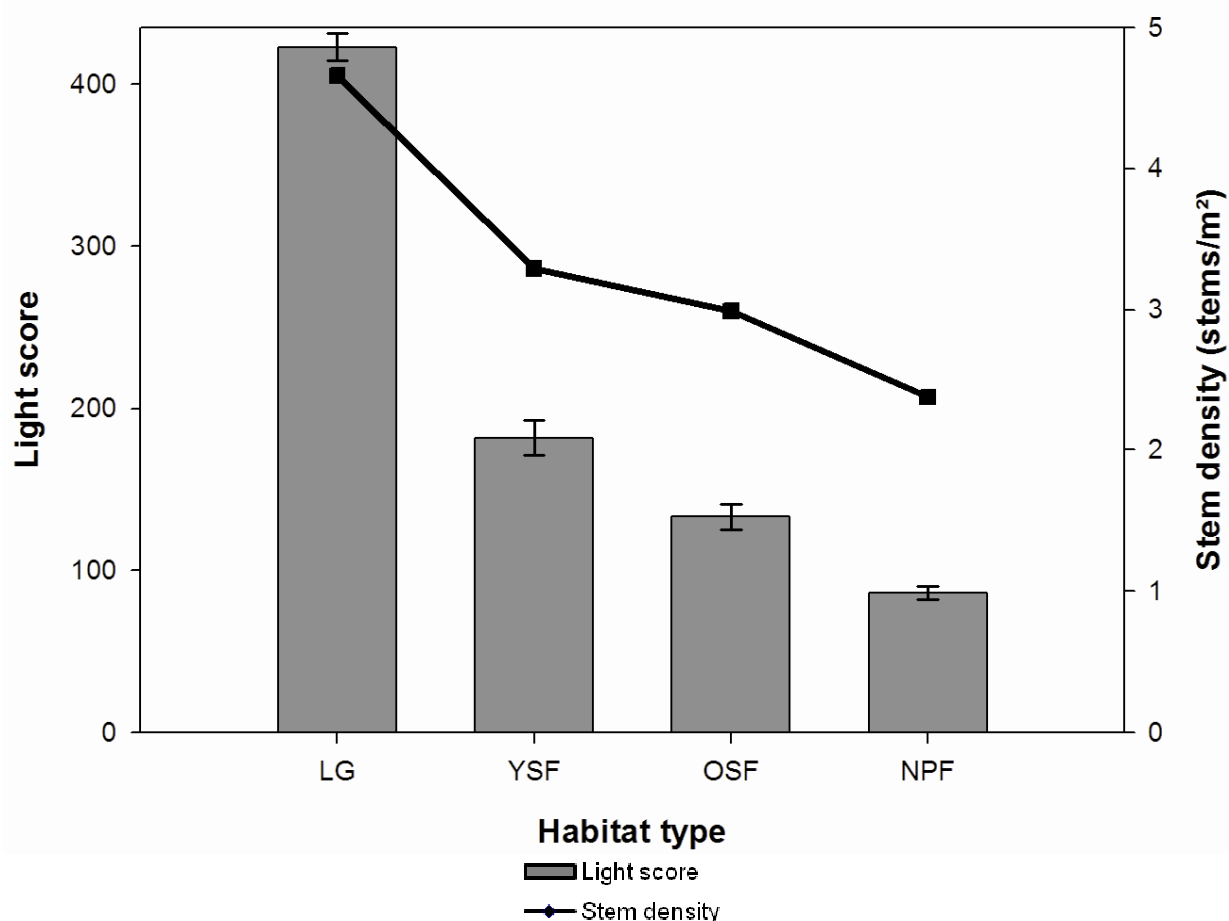 Light score
400
300
200
100
0
5
4
3
2
1
0
Stem density (stems/m²)
LG YSF OSF NPF
Habitat type
Light score
Stem density